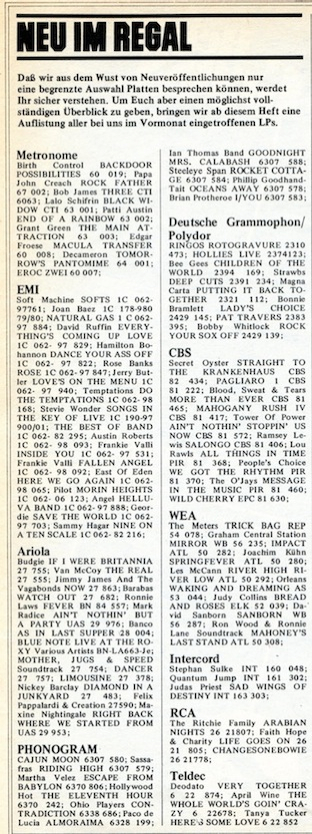 NEU IM REGAL
Daß wir aus dem Wust von Neuveröffentlichungen nur
eine begrenzte Auswahl Platten besprechen können, werdet
Ihr sicher verstehen. Um Euch aber einen möglichst voll-
ständigen Überblick zu geben, bringen wir ab diesem Heft eine
Auflistung aller bei uns im Vormonat eingetroffenen LPs.
Metronome
Birth Control BACKDOOR
POSSIBILITIES 60 019; Papa
John Creach ROCK FATHER
67 002; Bob James THREE CTI
6063; Lalo Schifrin BLACK WI-
DOW CTI 63 001; Patti Austin
END OF A RAINBOW 63 002;
Grant Green THE MAIN AT-
TRACTION 63 003; Edgar
Froese MACULA TRANSFER
60 008; Decameron TOMOR-
ROW'S PANTOMIME 64 001;
EROC ZWEI 60 007;
EMI
Soft Machine SOFTS 1C 062-
97761; Joan Baez 1C 178-980
79/80; NATURAL GAS 1 C 062-
97 884; David Ruffin EVERY-
THING'S COMING UP LOVE
1C 062- 97 829; Hamilton Bo-
hannon DANCE YOUR ASS OFF
1C 062- 97 822; Rose Banks
ROSE 1C 062- 97 847; Jerry But-
ler LOVE'S ON THE MENU 1C
062- 97 940; Temptations DO
THE TEMPTATIONS 1C 062- 98
168; Stevie Wonder SONGS IN
THE KEY OF LIVE 1C 190-97
900/01; THE BEST OF BAND
1C 062- 82 295; Austin Roberts
1C 062- 98 093; Frankie Valli
INSIDE YOU 1C 062- 97 531;
Frankie Valli FALLEN ANGEL
1C 062- 98 092; East Of Eden
HERE WE GO AGAIN 1C 062-
98 065; Pilot MORIN HEIGHTS
1C 062- 06 123; Angel HELLU-
VA BAND 1C 062- 97 888; Geor-
die SAVE THE WORLD 1C 062-
97 703; Sammy Hagar NINE ON
A TEN SCALE 1C 062- 82 216;
Ariola
Budgie IF I WERE BRITANNIA
27 755; Van McCoy THE REAL
27 555; Jimmy James And The
Vagabonds NOW 27 863; Barabas
WATCH OUT 27 682; Ronnie
Laws FEVER BN 84 557; Mark
Radice AIN'T NOTHIN' BUT
A PARTY UAS 29 976; Banco
AS IN LAST SUPPER 28 004;
BLUE NOTE LIVE AT THE RO-
XY Various Artists BN-LA663-Je;
MOTHER, JUGS & SPEED
Soundtrack 27 754; DANCER
27 757; LIMOUSINE 27 378;
Nickey Barclay DIAMOND IN A
JUNKYARD 27 483; Felix
Pappalardi & Creation 27590; Ma-
xine Nightingale RIGHT BACK
WHERE WE STARTED FROM
UAS 29 953;
PHONOGRAM
CAJUN MOON 6307 580; Sassa-
fras RIDING HIGH 6307 579;
Martha Velez ESCAPE FROM
BABYLON 6370 806; Hollywood
Hot THE ELEVENTH HOUR
6370 242; Ohio Players CON-
TRADICTION 6338 686; Paco de
Lucia ALMORAIMA 6328 199;
Ian Thomas Band GOODNIGHT
MRS. CALABASH 6307 588;
Steeleye Span ROCKET COTTA-
GE 6307 584; Phillip Goodhand-
Tait OCEANS AWAY 6307 578;
Brian Protheroe I/YOU 6307 583;
Deutsche Grammophon/
Polydor
RINGOS ROTOGRAVURE 2310
473; HOLLIES LIVE 2374123;
Bee Gees CHILDREN OF THE
WORLD 2394 169; Strawbs
DEEP CUTS 2391 234; Magna
Carta PUTTING IT BACK TO-
GETHER 2321 112; Bonnie
Bramlett LADY'S CHOICE
2429 145; PAT TRAVERS 2383
395; Bobby Whitlock ROCK
YOUR SOX OFF 2429 139;
CBS
Secret Oyster STRAIGHT TO
THE KRANKENHAUS CBS
82 434; PAGLIARO 1 CBS
81 222; Blood, Sweat & Tears
MORE THAN EVER CBS 81
465; MAHOGANY RUSH IV
CBS 81 417; Tower Of Power
AIN'T NOTHIN' STOPPIN' US
NOW CBS 81 572; Ramsey Le-
wis SALONGO CBS 81 406; Lou
Rawls ALL THINGS IN TIME
PIR 81 368; People's Choice
WE GOT THE RHYTHM PIR
81 370; The O'Jays MESSAGE
IN THE MUSIC PIR 81 460;
WILD CHERRY EPC 81 630;
WEA
The Meters TRICK BAG REP
54 078; Graham Central Station
MIRROR WB 56 235; IMPACT
ATL 50 282; Joachim Kühn
SPRINGFEVER ATL 50 280;
Les McCann RIVER HIGH RI-
VER LOW ATL 50 292; Orleans
WAKING AND DREAMING AS
53 044; Judy Collins BREAD
AND ROSES ELK 52 039; Da-
vid Sanborn SANBORN WB
56 287; Ron Wood & Ronnie
Lane Soundtrack MAHONEY'S
LAST STAND ATL 50 308;
Intercord
Stephan Sulke INT 160 048;
Quantum Jump INT 161 302;
Judas Priest SAD WINGS OF
DESTINY INT 163 303;
RCA
The Ritchie Family ARABIAN
NIGHTS 26 21807; Faith Hope
& Charity LIFE GOES ON 26
21 805; CHANGESONEBOWIE
26 21778;
Teldec
Deodato VERY TOGETHER
6 22 874; April Wine THE
WHOLE WORLD'S GOIN' CRA-
ZY 6 22678; Tanya Tucker
HERE'S SOME LOVE 6 22 852